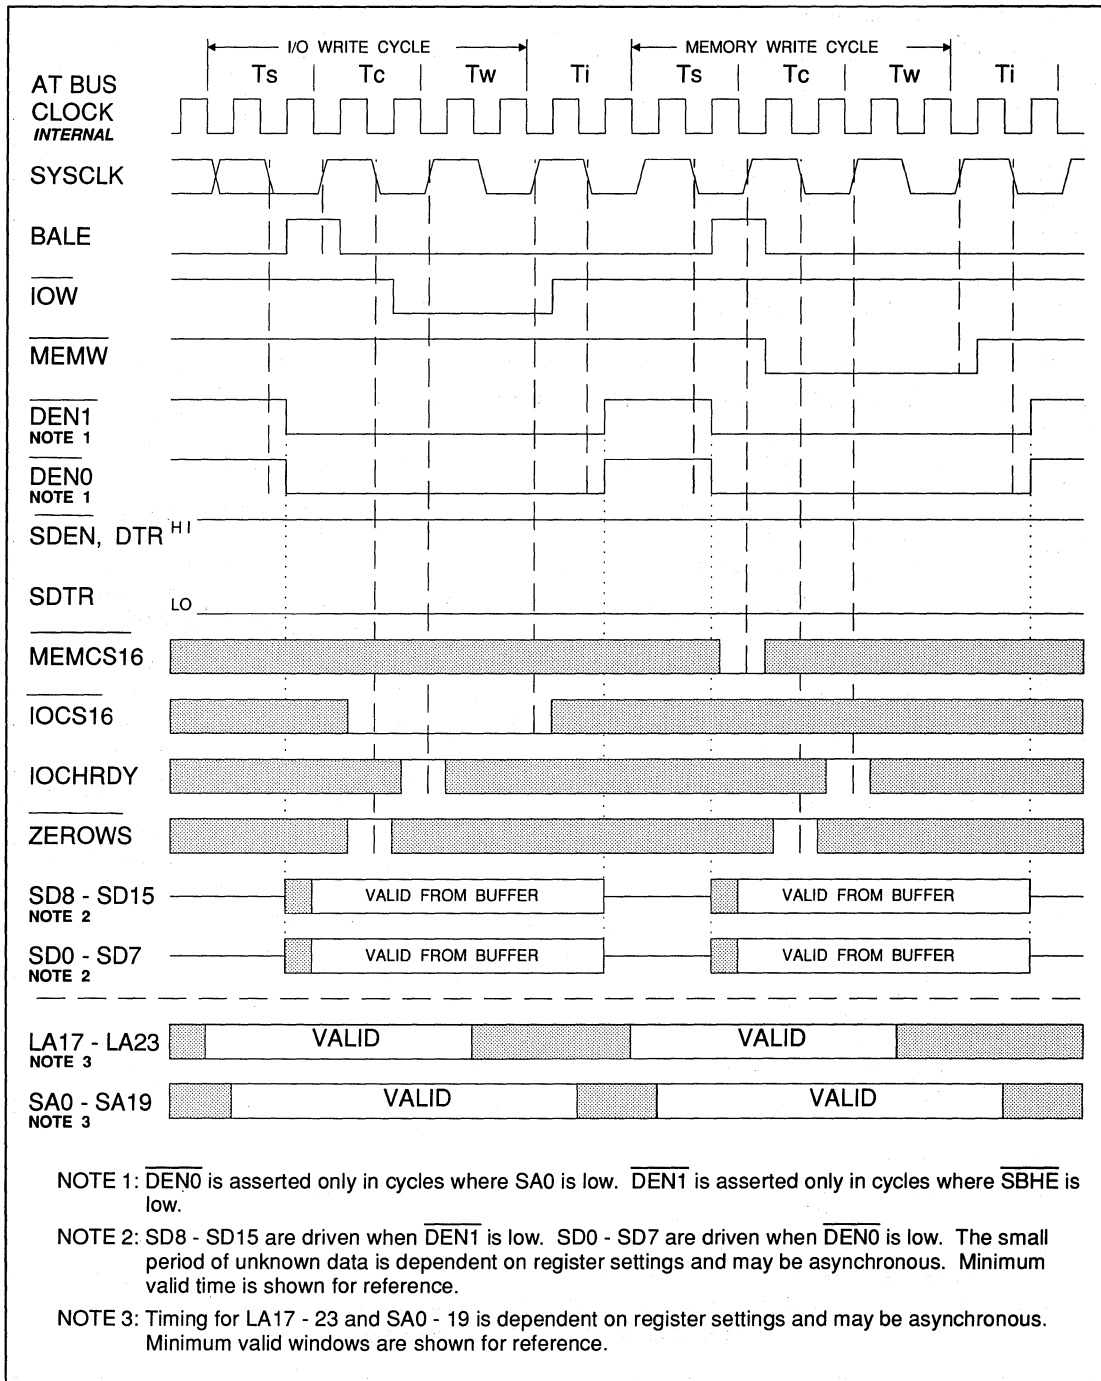 I/O WRITE CYCLE MEMORY WRITE CYCLE
Ts Tc Tw Ti Ts Tc Tw Ti
AT BUS
CLOCK
INTERNAL
SYSCLK
BALE
IOW
MEMW
DEN1
NOTE 1
DEN0
NOTE 1
SDEN, DTR HI
SDTR LO
MEMCS16
IOCS16
IOCHRDY
ZEROWS
SD8 - SD15 VALID FROM BUFFER VALID FROM BUFFER
NOTE 2
SD0 - SD7 VALID FROM BUFFER VALID FROM BUFFER
NOTE 2
LA17 - LA23 VALID VALID
NOTE 3
SA0 - SA19 VALID VALID
NOTE 3
NOTE 1: DEN0 is asserted only in cycles where SA0 is low. DEN1 is asserted only in cycles where SBHE is
low.
NOTE 2: SD8 - SD15 are driven when DEN1 is low. SD0 - SD7 are driven when DEN0 is low. The small
period of unknown data is dependent on register settings and may be asynchronous. Minimum
valid time is shown for reference.
NOTE 3: Timing for LA17 - 23 and SA0 - 19 is dependent on register settings and may be asynchronous.
Minimum valid windows are shown for reference.